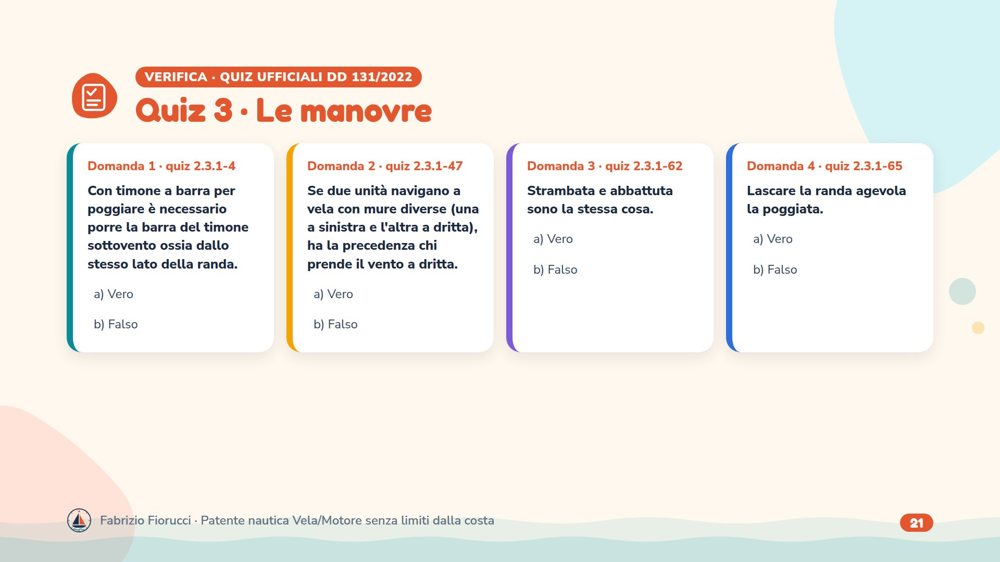 VERIFICA · QUIZ UFFICIALI DD 131/2022
Quiz 3 · Le manovre
Domanda 1 · quiz 2.3.1-4
Con timone a barra per
poggiare è necessario
porre la barra del timone
sottovento ossia dallo
stesso lato della randa.
a) Vero
b) Falso
Domanda 2 · quiz 2.3.1-47
Se due unità navigano a
vela con mure diverse (una
a sinistra e l'altra a dritta),
ha la precedenza chi
prende il vento a dritta.
a) Vero
b) Falso
Domanda 3 · quiz 2.3.1-62
Strambata e abbattuta
sono la stessa cosa.
a) Vero
b) Falso
Domanda 4 · quiz 2.3.1-65
Lascare la randa agevola
la poggiata.
a) Vero
b) Falso
Fabrizio Fiorucci · Patente nautica Vela/Motore senza limiti dalla costa
21